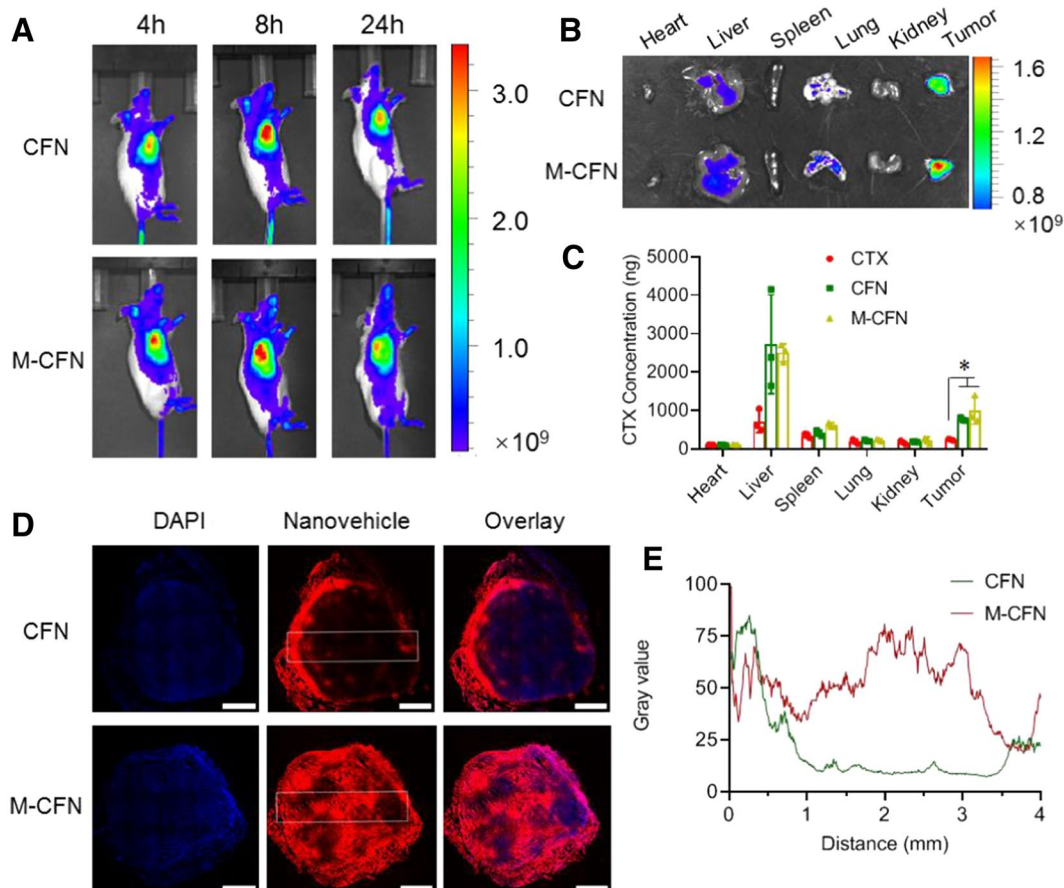 A
4h 8h 24h
CFN
M-CFN
3.0
2.0
1.0
×10⁹
B
Heart Liver Spleen Lung Kidney Tumor
CFN
M-CFN
1.6
1.2
0.8
×10⁹
C
CTX Concentration (ng)
5000
4000
3000
2000
1000
0
CTX
CFN
M-CFN
*
Heart Liver Spleen Lung Kidney Tumor
D
DAPI Nanovehicle Overlay
CFN
M-CFN
E
Gray value
100
75
50
25
0
CFN
M-CFN
0 1 2 3 4
Distance (mm)